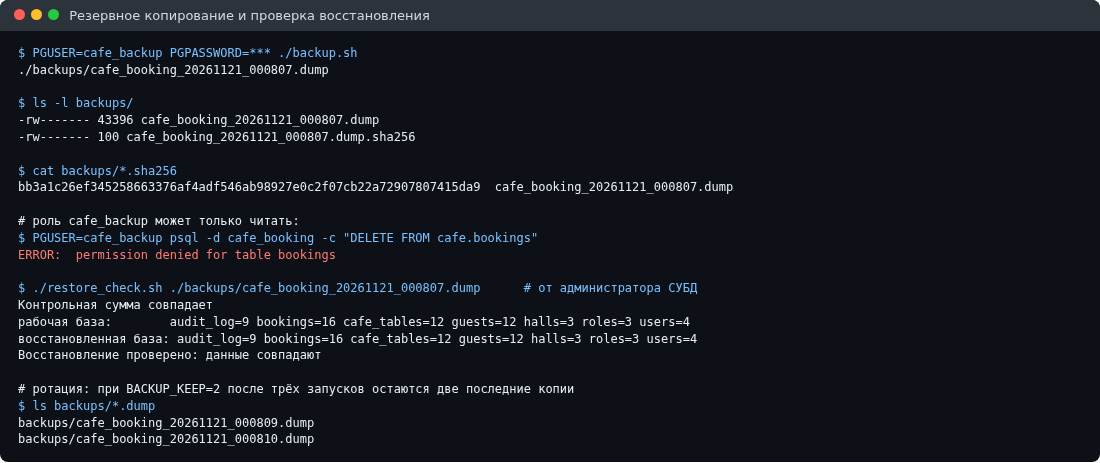 Резервное копирование и проверка восстановления
$ PGUSER=cafe_backup PGPASSWORD=*** ./backup.sh
./backups/cafe_booking_20261121_000807.dump
$ ls -l backups/
-rw------- 43396 cafe_booking_20261121_000807.dump
-rw------- 100 cafe_booking_20261121_000807.dump.sha256
$ cat backups/*.sha256
bb3a1c26ef345258663376af4adf546ab98927e0c2f07cb22a72907807415da9  cafe_booking_20261121_000807.dump
# роль cafe_backup может только читать:
$ PGUSER=cafe_backup psql -d cafe_booking -c "DELETE FROM cafe.bookings"
ERROR:  permission denied for table bookings
$ ./restore_check.sh ./backups/cafe_booking_20261121_000807.dump      # от администратора СУБД
Контрольная сумма совпадает
рабочая база:        audit_log=9 bookings=16 cafe_tables=12 guests=12 halls=3 roles=3 users=4
восстановленная база: audit_log=9 bookings=16 cafe_tables=12 guests=12 halls=3 roles=3 users=4
Восстановление проверено: данные совпадают
# ротация: при BACKUP_KEEP=2 после трёх запусков остаются две последние копии
$ ls backups/*.dump
backups/cafe_booking_20261121_000809.dump
backups/cafe_booking_20261121_000810.dump